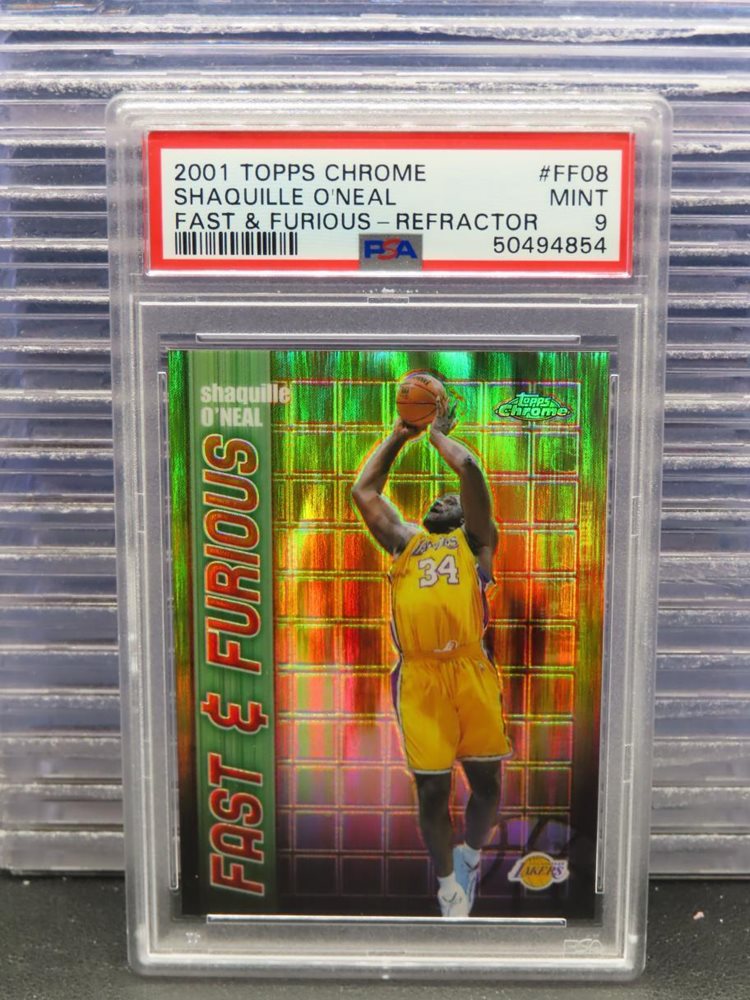 2001 TOPPS CHROME #FF08
SHAQUILLE O'NEAL MINT
FAST & FURIOUS - REFRACTOR 9
PSA 50494854
shaquille
O'NEAL
FAST & FURIOUS
Topps
Chrome
Lakers
34
LAKERS
PSA